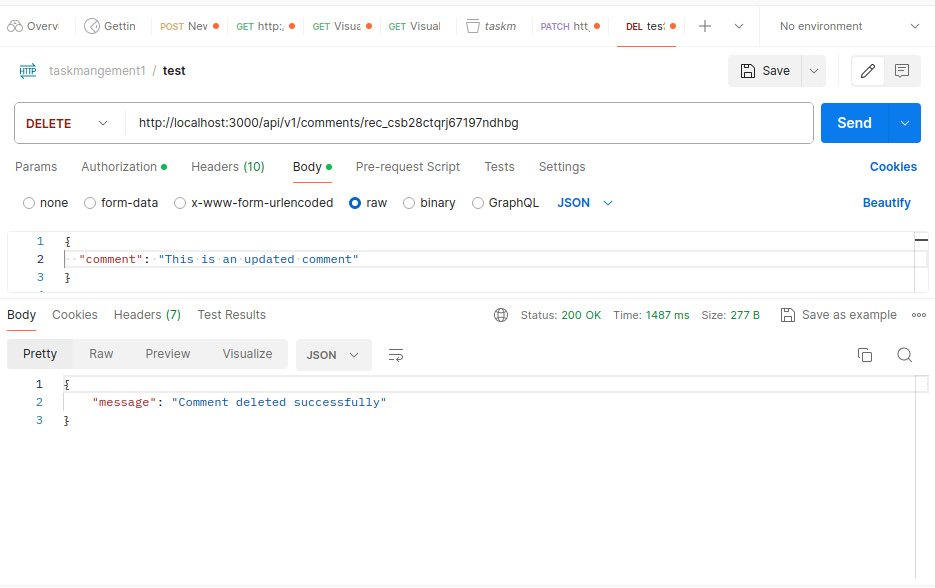 Overvi Gettin POST New GET http:, GET Visua GET Visual taskm PATCH htt DEL tes No environment
HTTP taskmangement1 / test Save
DELETE http://localhost:3000/api/v1/comments/rec_csb28ctqrj67197ndhbg Send
Params Authorization Headers (10) Body Pre-request Script Tests Settings Cookies
none form-data x-www-form-urlencoded raw binary GraphQL JSON Beautify
1 {
2 "comment": "This is an updated comment"
3 }
Body Cookies Headers (7) Test Results Status: 200 OK Time: 1487 ms Size: 277 B Save as example
Pretty Raw Preview Visualize JSON
1 {
2 "message": "Comment deleted successfully"
3 }